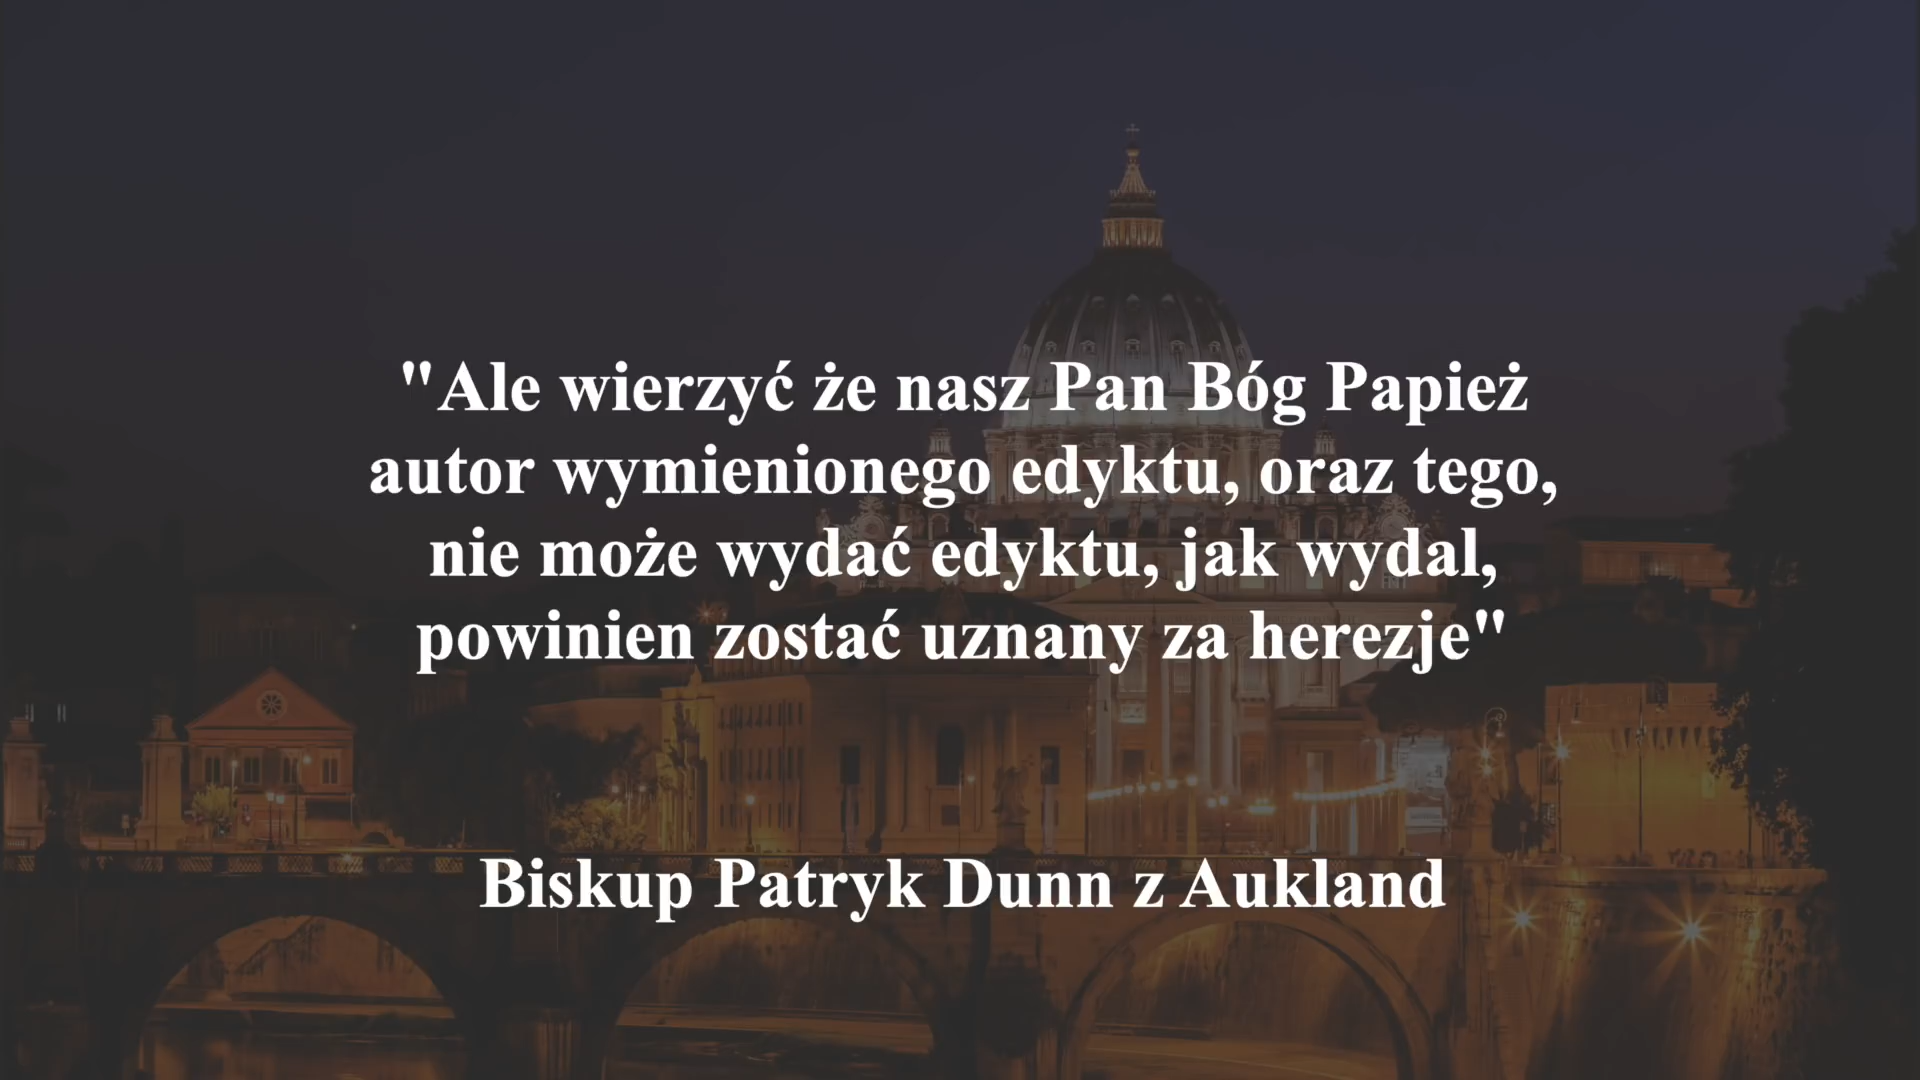 "Ale wierzyć że nasz Pan Bóg Papież
autor wymienionego edyktu, oraz tego,
nie może wydać edyktu, jak wydal,
powinien zostać uznany za herezje"
Biskup Patryk Dunn z Aukland